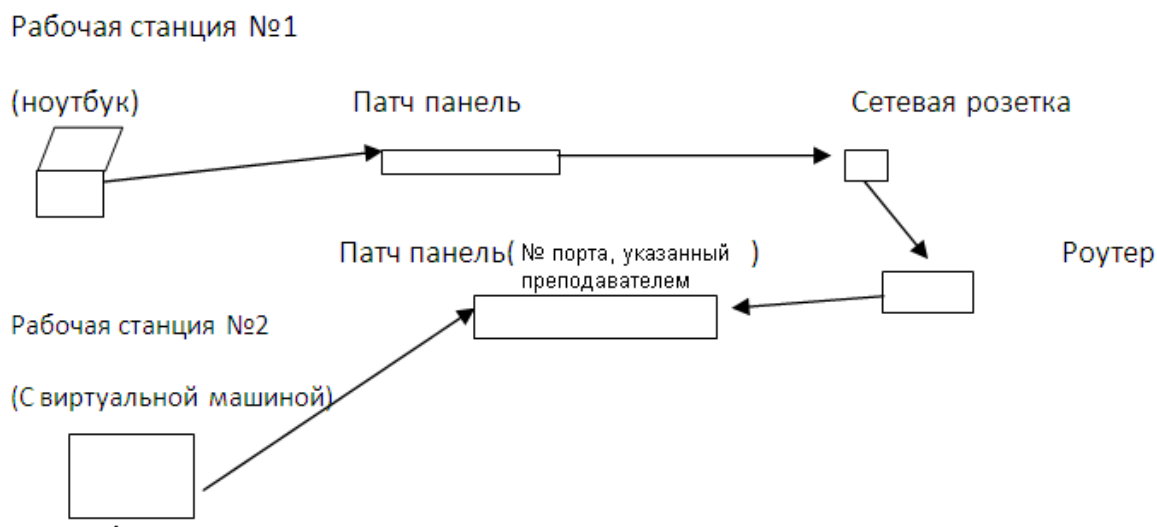 Рабочая станция №1
(ноутбук) Патч панель Сетевая розетка
Патч панель( № порта, указанный ) Роутер
преподавателем
Рабочая станция №2
(С виртуальной машиной)